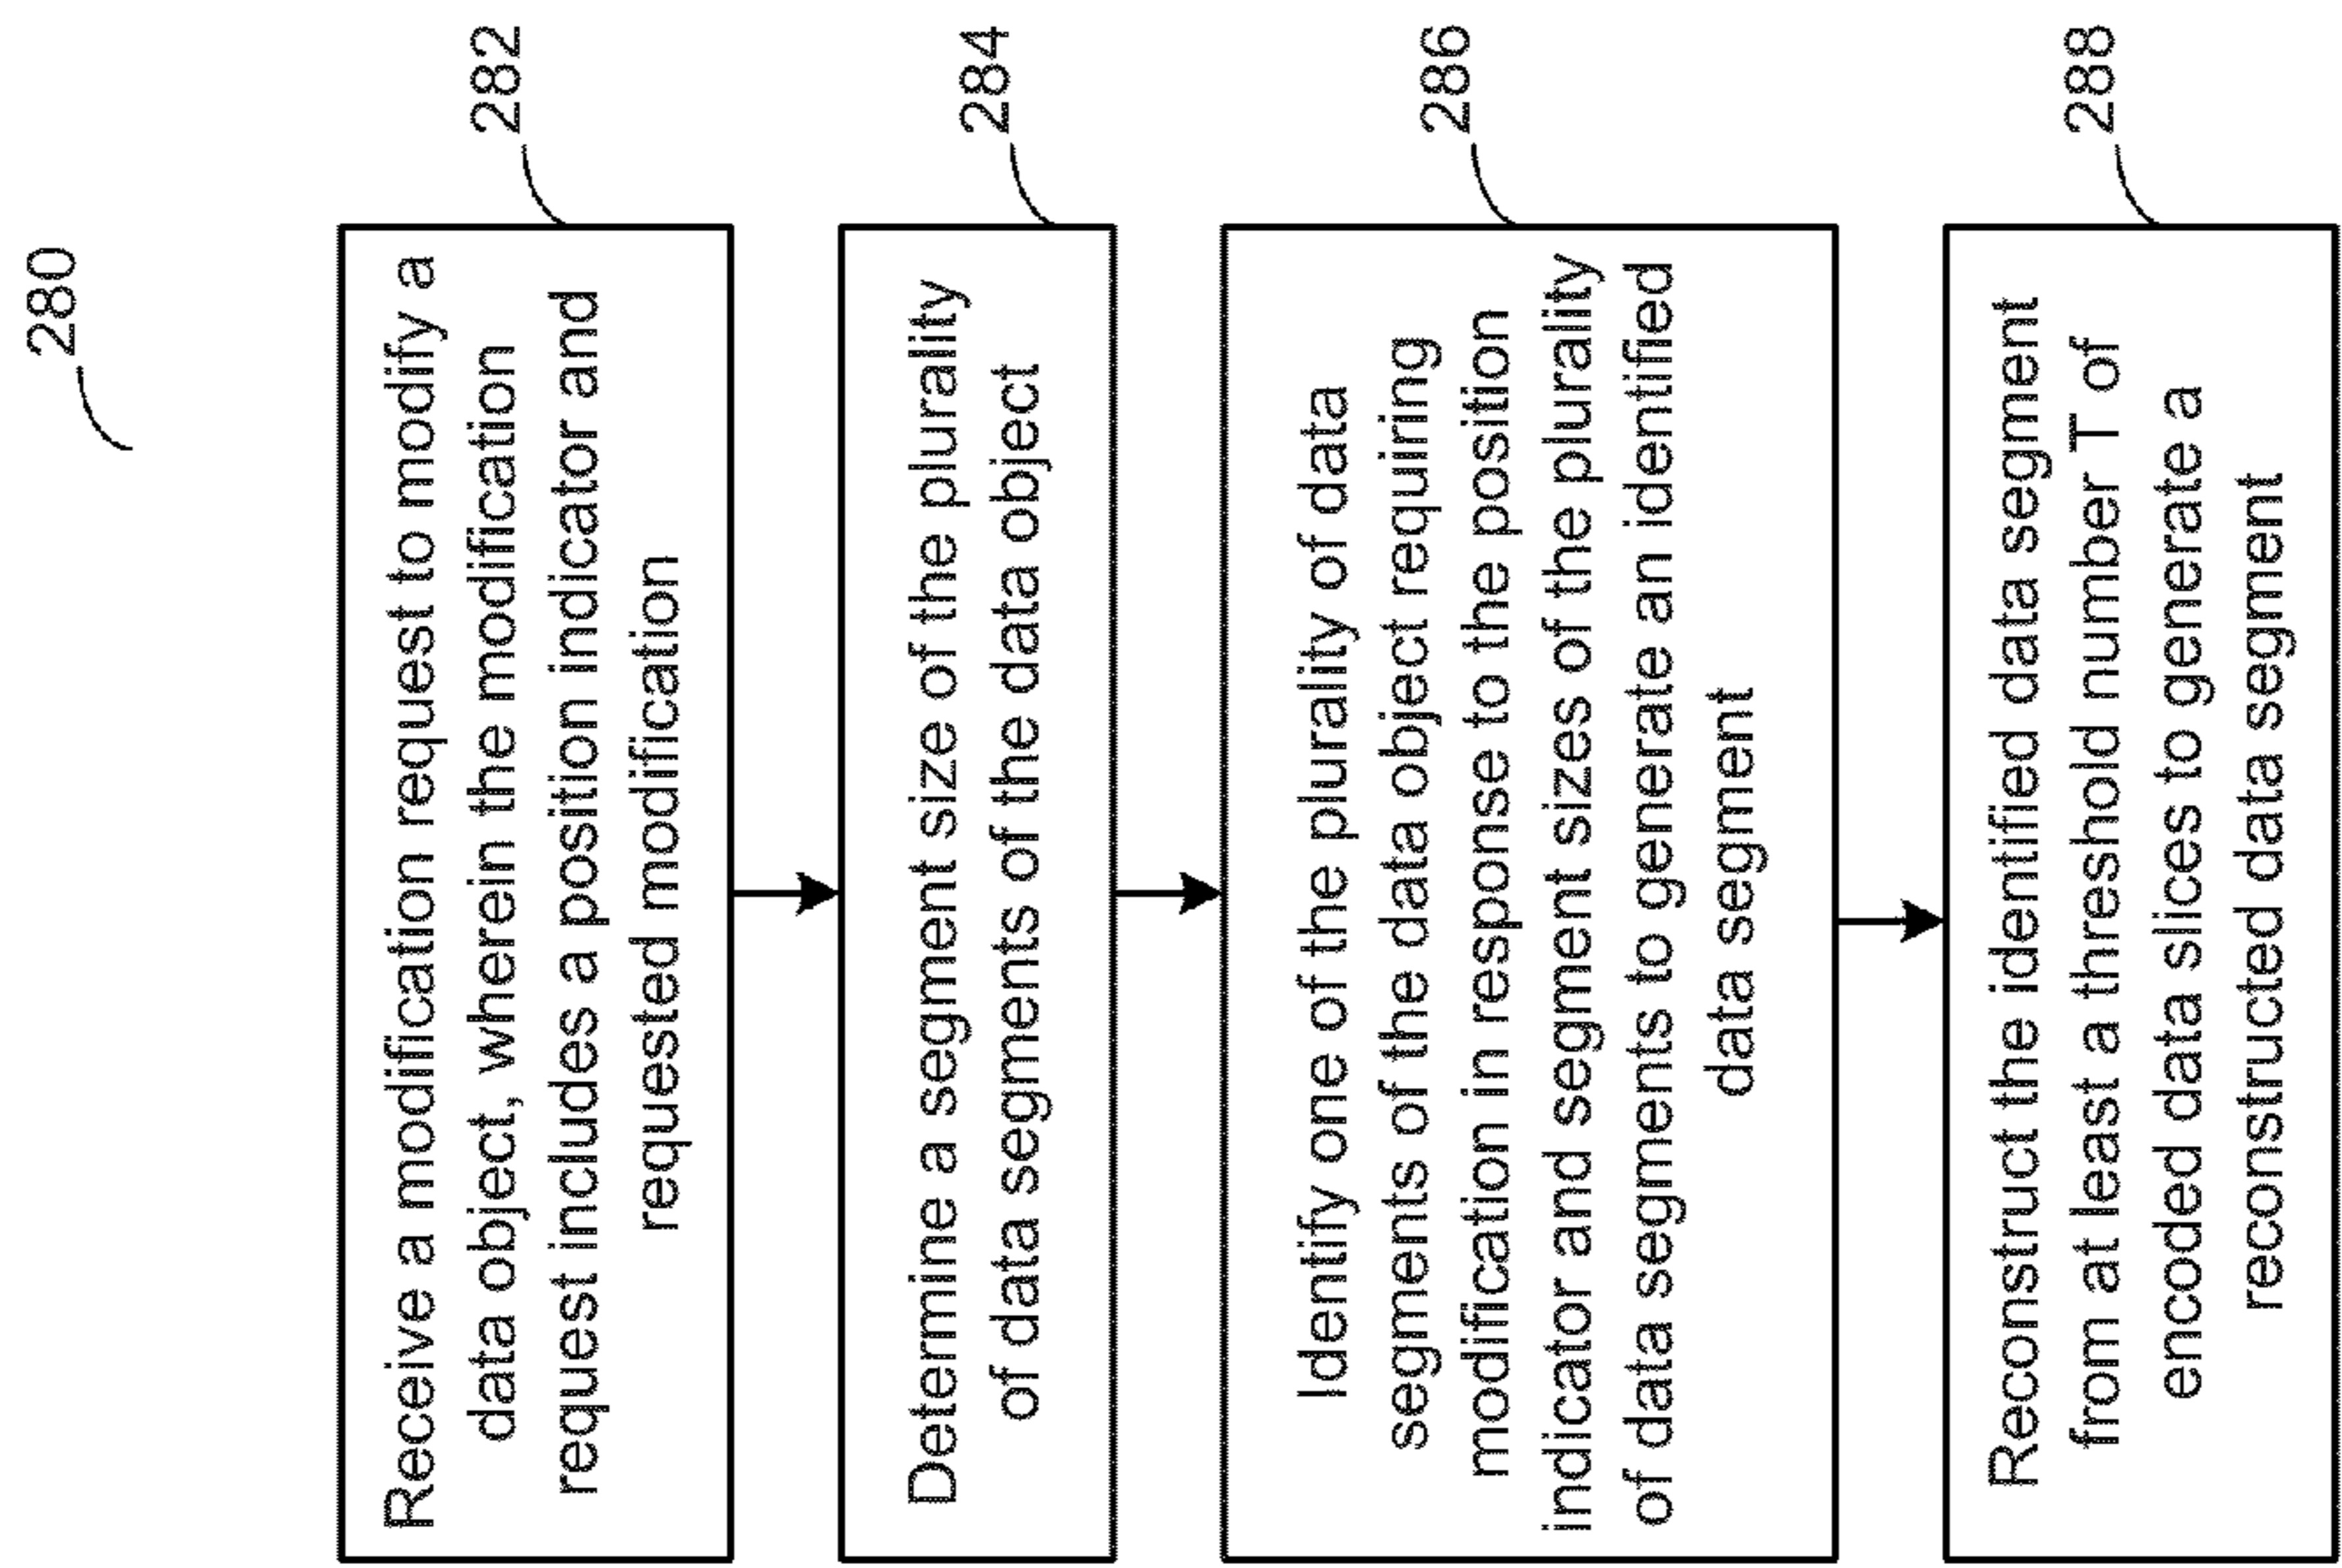 280
Receive a modification request to modify a
data object, wherein the modification
request includes a position indicator and
requested modification
282
Determine a segment size of the plurality
of data segments of the data object
284
Identify one of the plurality of data
segments of the data object requiring
modification in response to the position
indicator and segment sizes of the plurality
of data segments to generate an identified
data segment
286
Reconstruct the identified data segment
from at least a threshold number T of
encoded data slices to generate a
reconstructed data segment
288